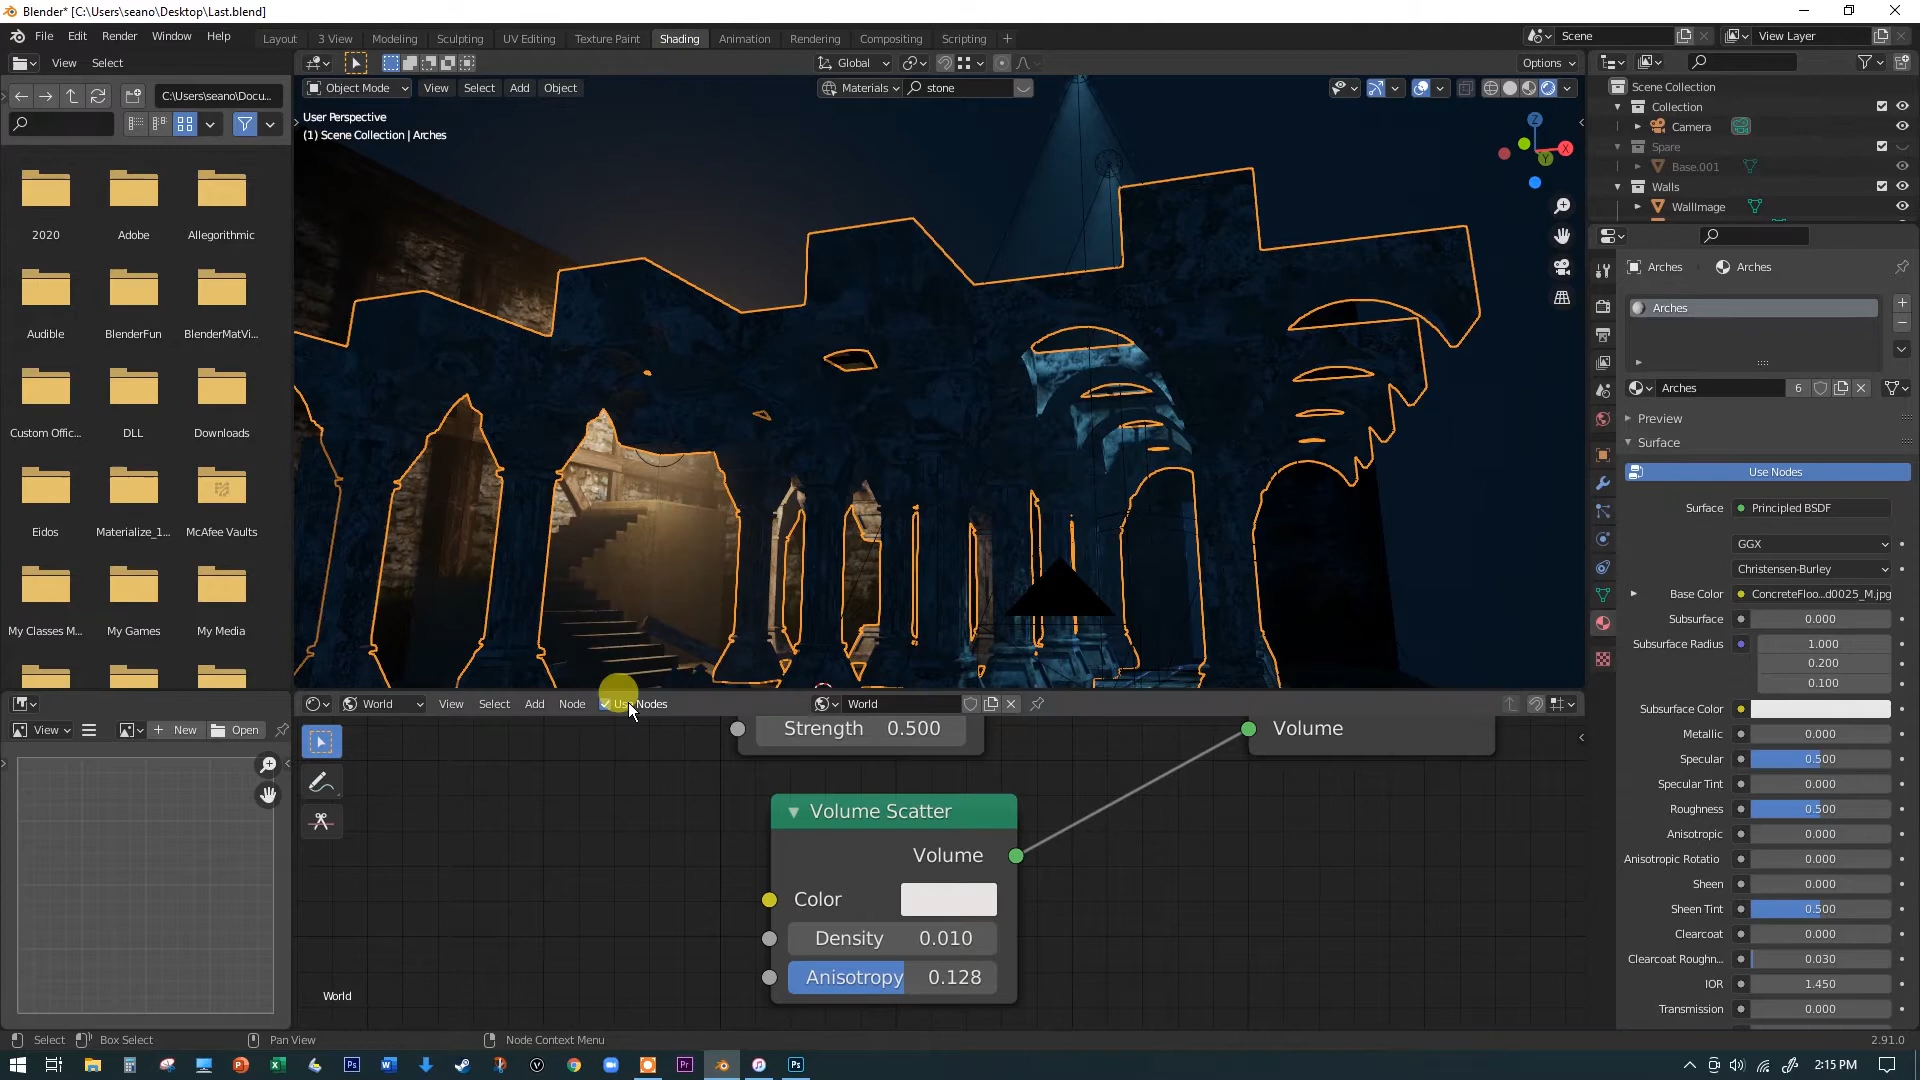 Blender* [C:\Users\seano\Desktop\Last.blend]
File Edit Render Window Help
Layout 3 View Modeling Sculpting UV Editing Texture Paint Shading Animation Rendering Compositing Scripting +
Scene
View Layer
View Select
Global
Options
C:\Users\seano\Docu...
Object Mode View Select Add Object
Materials stone
User Perspective
(1) Scene Collection | Arches
Z
X
Y
2020 Adobe Allegorithmic
Audible BlenderFun BlenderMatVi...
Custom Offic... DLL Downloads
Eidos Materialize_1... McAfee Vaults
My Classes M... My Games My Media
Scene Collection
Collection
Camera
Spare
Base.001
Walls
WallImage
Arches Arches
Arches
Arches 6
Preview
Surface
Use Nodes
Surface Principled BSDF
GGX
Christensen-Burley
Base Color ConcreteFloo...d0025_M.jpg
Subsurface 0.000
Subsurface Radius 1.000
0.200
0.100
Subsurface Color
Metallic 0.000
Specular 0.500
Specular Tint 0.000
Roughness 0.500
Anisotropic 0.000
Anisotropic Rotatio 0.000
Sheen 0.000
Sheen Tint 0.500
Clearcoat 0.000
Clearcoat Roughn... 0.030
IOR 1.450
Transmission 0.000
View New Open
World View Select Add Node Use Nodes World
Strength 0.500
Volume
Volume Scatter
Volume
Color
Density 0.010
Anisotropy 0.128
World
Select Box Select Pan View Node Context Menu 2.91.0
2:15 PM